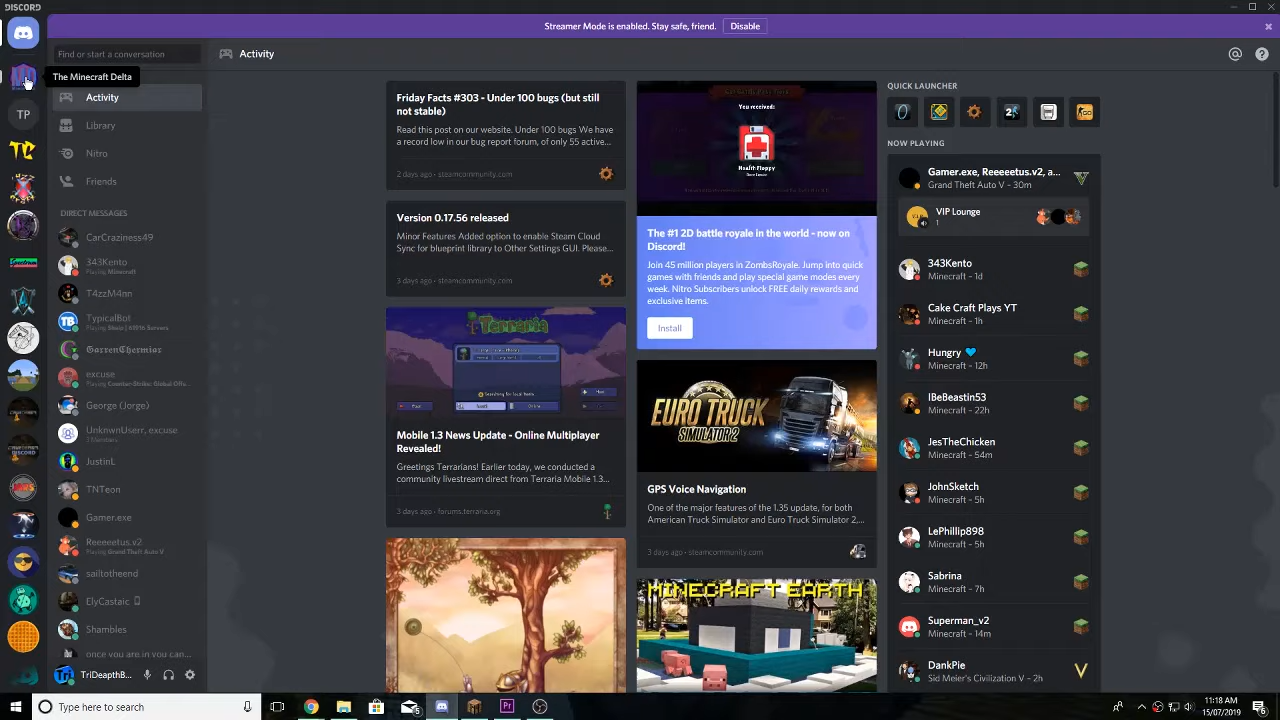 DISCORD
Streamer Mode is enabled. Stay safe, friend.
Disable
Find or start a conversation
Activity
The Minecraft Delta
Activity
Library
Nitro
Friends
DIRECT MESSAGES
CarCraziness49
343Kento
Playing Minecraft
T4zzM4nn
TypicalBot
GarrenChermiar
excuse
Playing Counter-Strike: Global Offe...
George (Jorge)
UnknwnUserr, excuse
3 Members
JustinL
TNTeon
Gamer.exe
Reeeeetus.v2
Playing Grand Theft Auto V
sailtotheend
ElyCastaic
Shambles
once you are in you can...
TriDeapthB...
TP
Friday Facts #303 - Under 100 bugs (but still
not stable)
Read this post on our website. Under 100 bugs We have
a record low in our bug report forum, of only 55 active...
2 days ago - steamcommunity.com
Version 0.17.56 released
Minor Features Added option to enable Steam Cloud
Sync for blueprint library to Other Settings GUI. Please...
3 days ago - steamcommunity.com
Terraria
Mobile 1.3 News Update - Online Multiplayer
Revealed!
Greetings Terrarians! Earlier today, we conducted a
community livestream direct from Terraria Mobile 1.3...
3 days ago - forums.terraria.org
You received:
Health Floppy
The #1 2D battle royale in the world - now on
Discord!
Join 45 million players in ZombsRoyale. Jump into quick
games with friends and play special game modes every
week. Nitro Subscribers unlock FREE daily rewards and
exclusive items.
Install
EURO TRUCK
SIMULATOR 2
GPS Voice Navigation
One of the major features of the 1.35 update, for both
American Truck Simulator and Euro Truck Simulator 2,...
3 days ago - steamcommunity.com
MINECRAFT EARTH
QUICK LAUNCHER
NOW PLAYING
Gamer.exe, Reeeeetus.v2, a...
Grand Theft Auto V - 30m
VIP Lounge
1
343Kento
Minecraft - 1d
Cake Craft Plays YT
Minecraft - 1h
Hungry
Minecraft - 12h
IBeBeastin53
Minecraft - 22h
JesTheChicken
Minecraft - 54m
JohnSketch
Minecraft - 5h
LePhillip898
Minecraft - 5h
Sabrina
Minecraft - 7h
Superman_v2
Minecraft - 14m
DankPie
Sid Meier's Civilization V - 2h
Type here to search
11:18 AM
15/07/2019